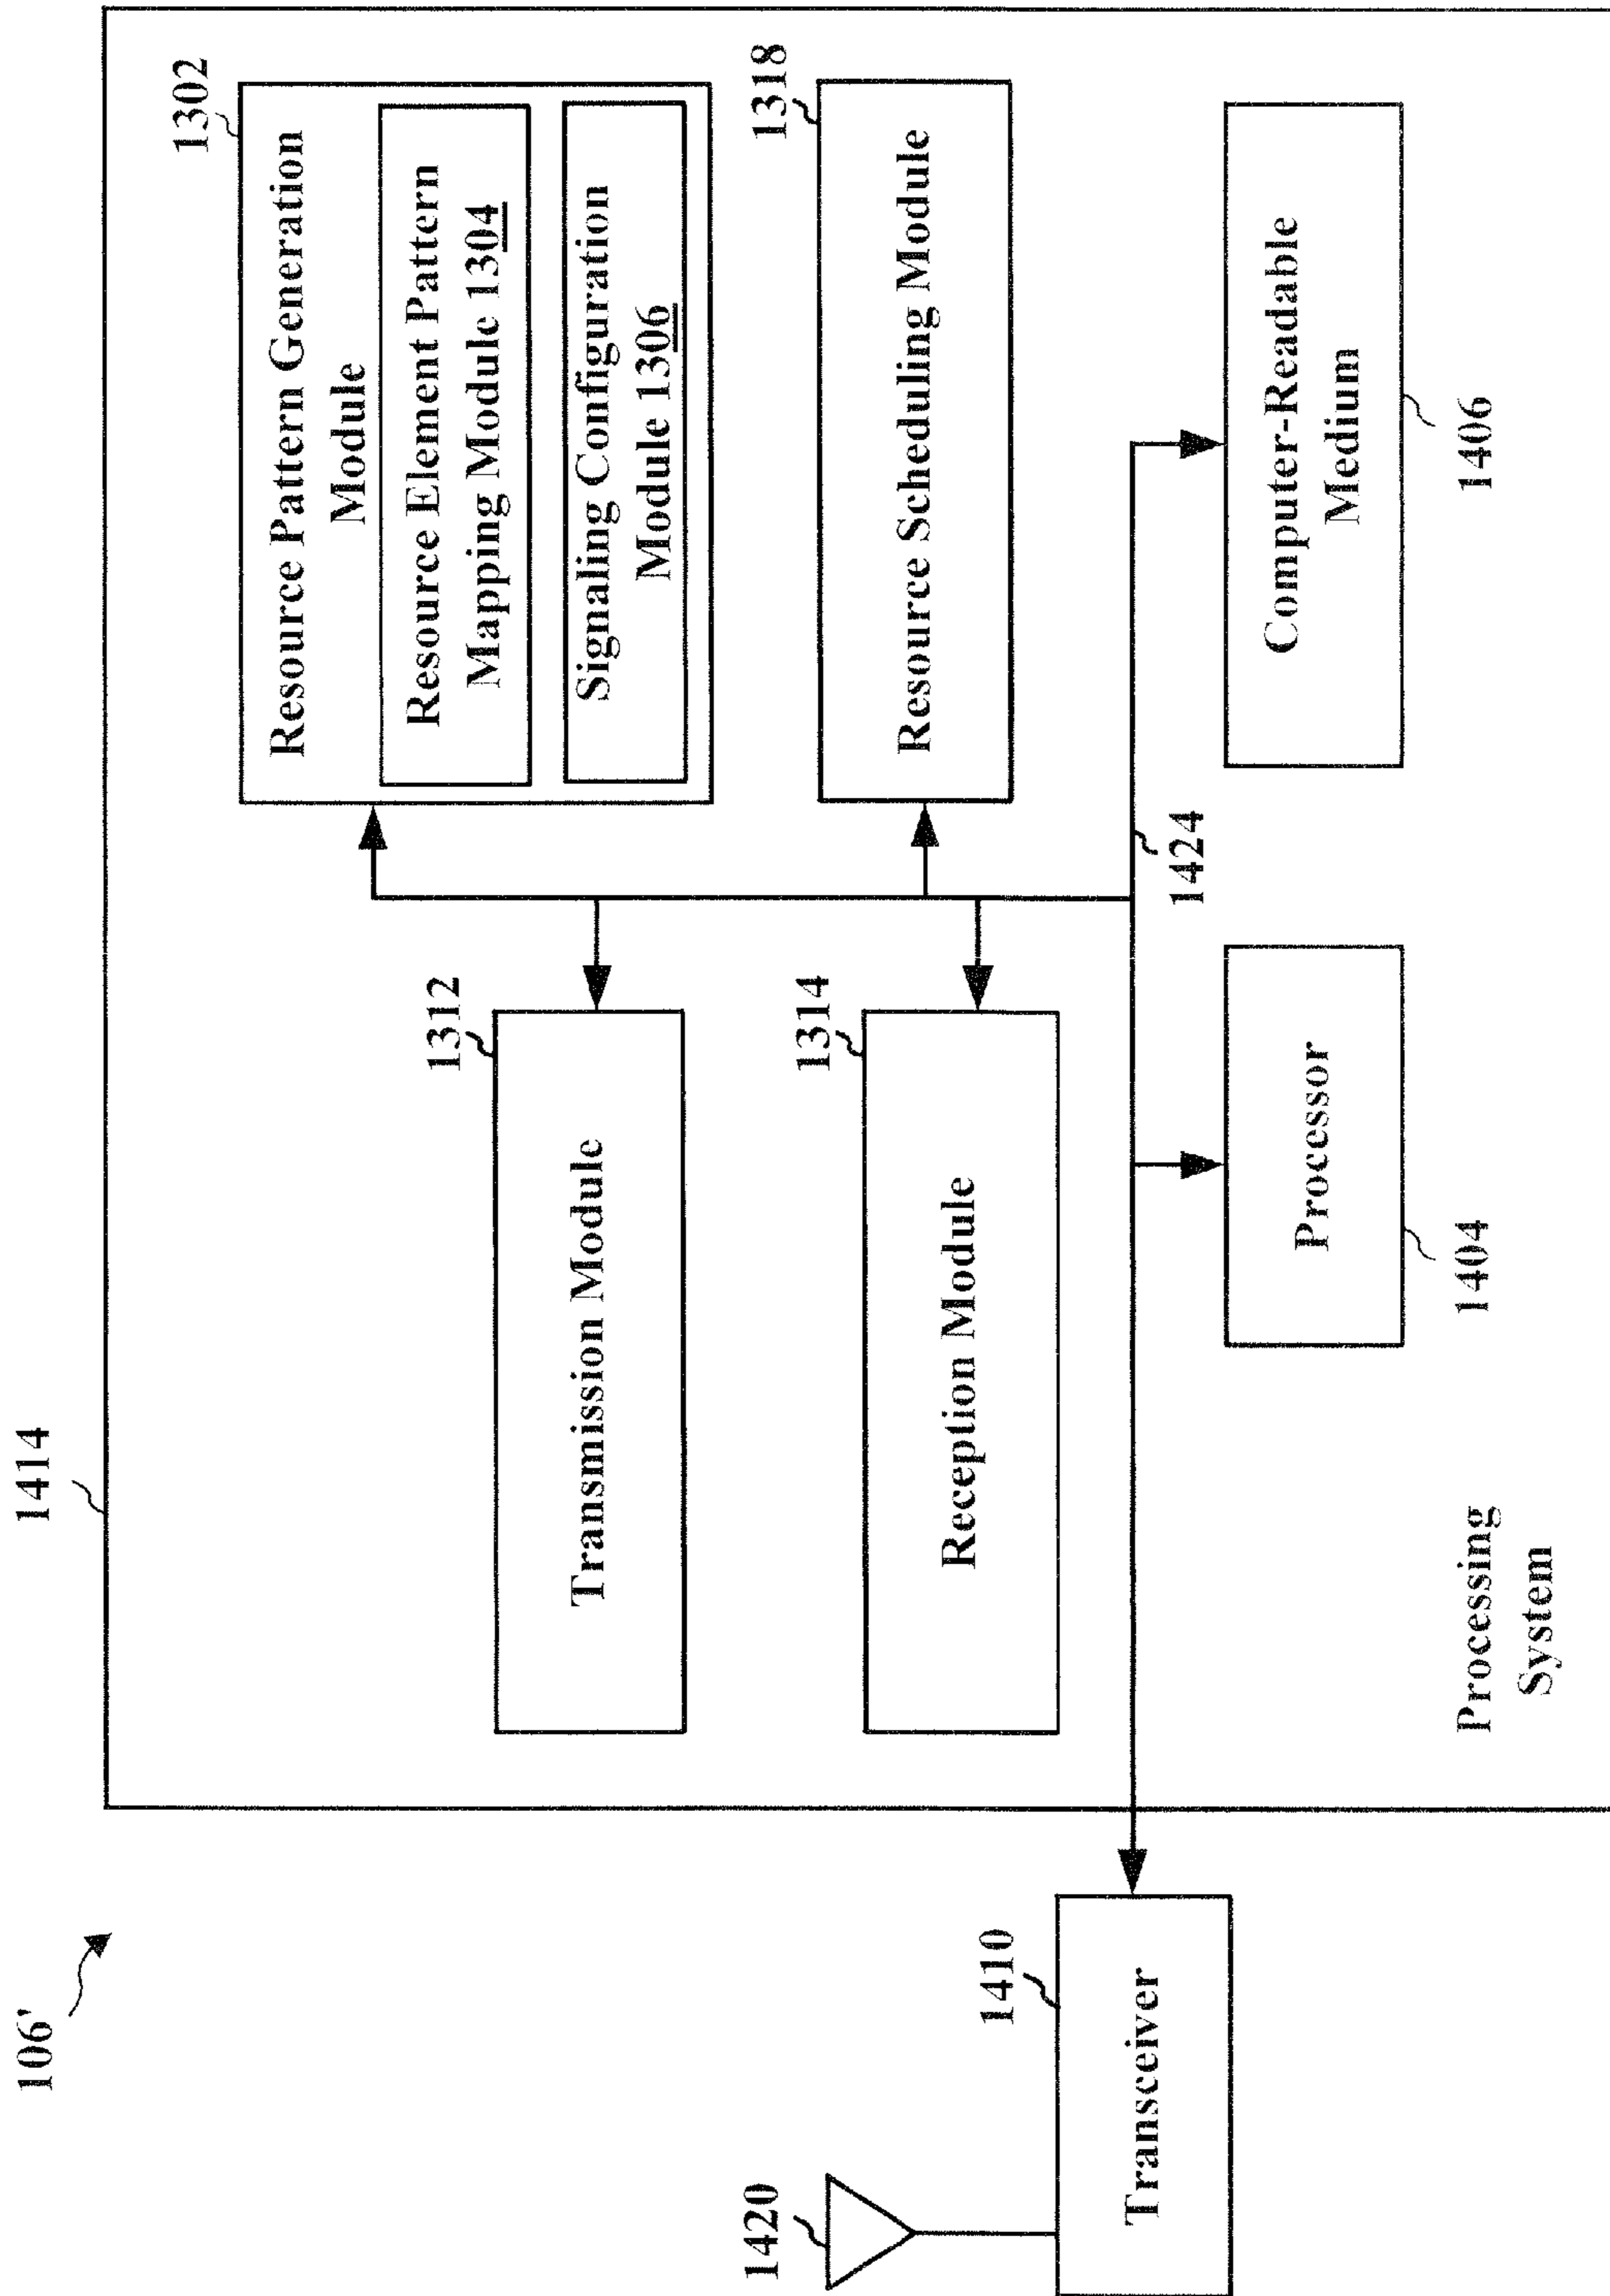 106'
1414
1302
Resource Pattern Generation
Module
Resource Element Pattern
Mapping Module 1304
Signaling Configuration
Module 1306
1312
Transmission Module
1318
Resource Scheduling Module
1314
Reception Module
1420
1410
Transceiver
1424
Processor
1404
Computer-Readable
Medium
1406
Processing
System